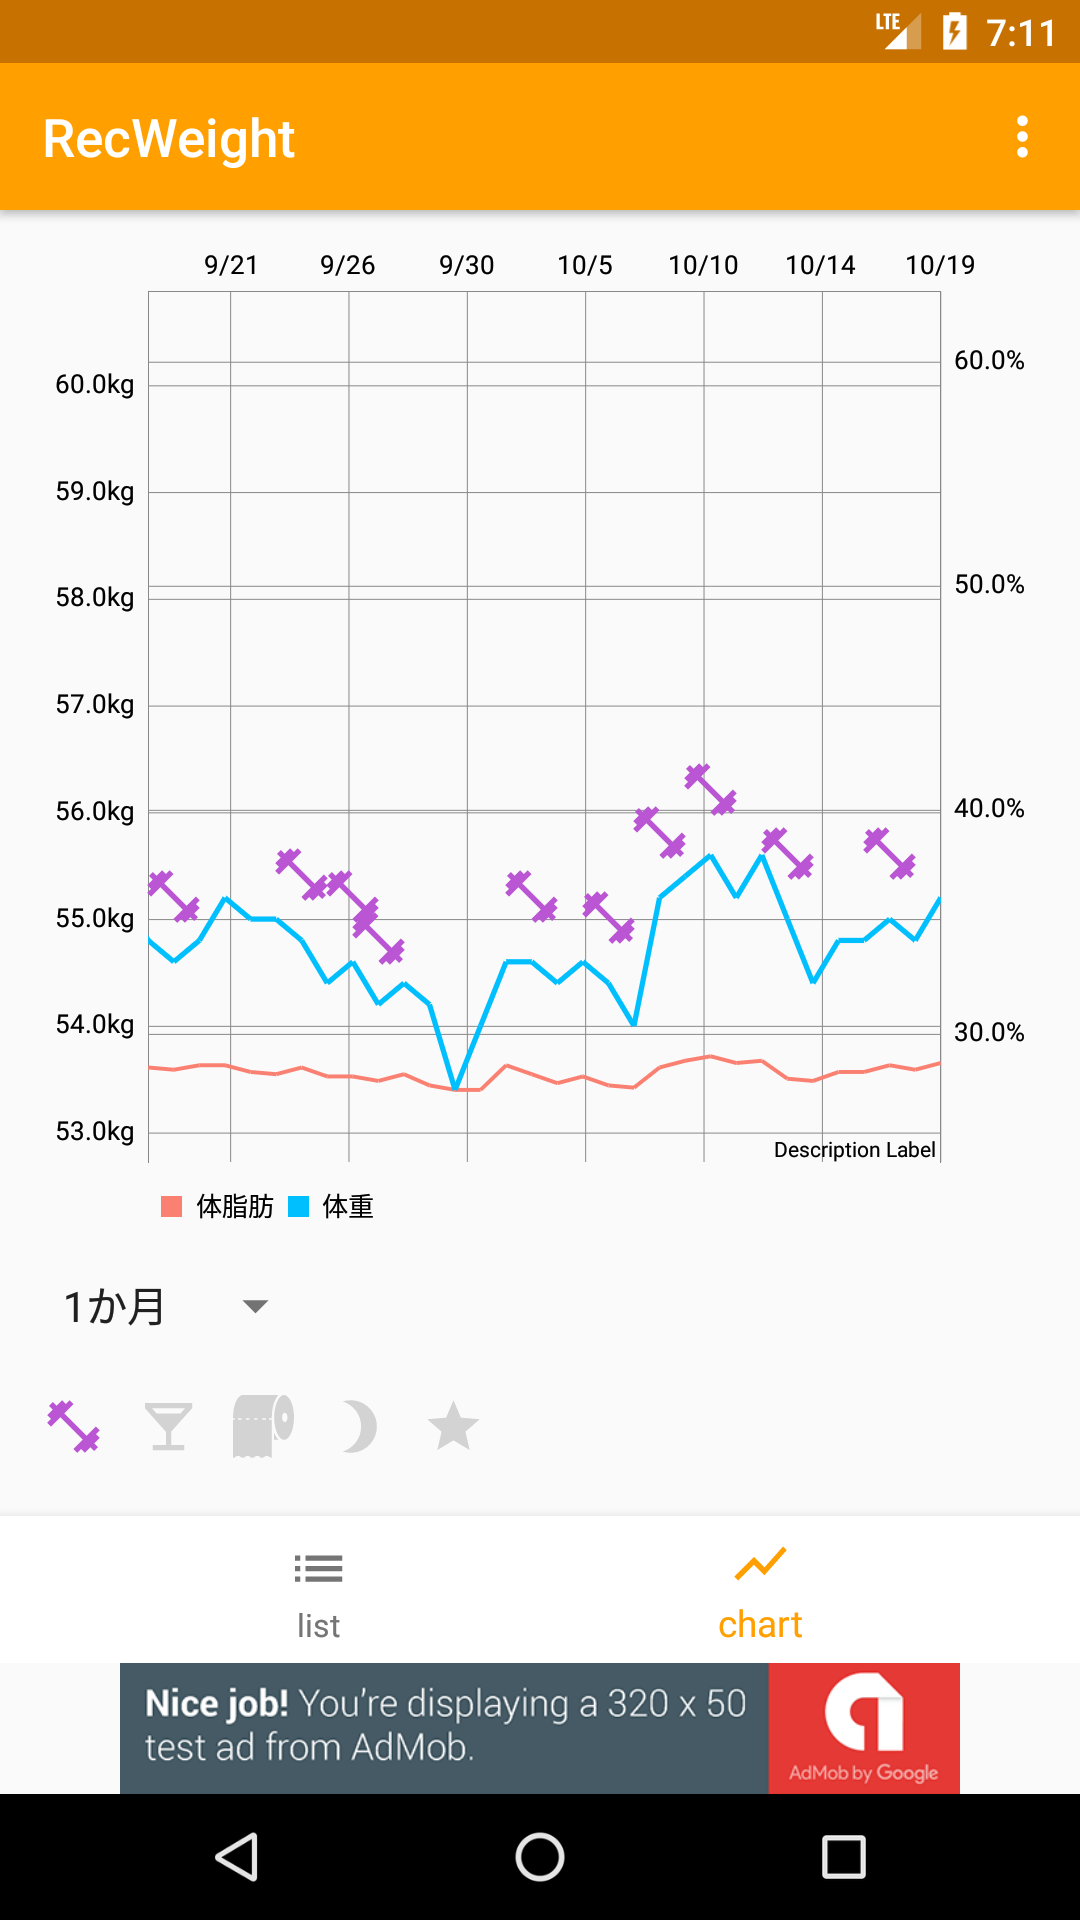 LTE 7:11
RecWeight
9/21 9/26 9/30 10/5 10/10 10/14 10/19
60.0%
60.0kg
59.0kg
50.0%
58.0kg
57.0kg
40.0%
56.0kg
55.0kg
54.0kg
30.0%
53.0kg
Description Label
体脂肪 体重
1か月
list chart
Nice job! You're displaying a 320 x 50
test ad from AdMob.
AdMob by Google